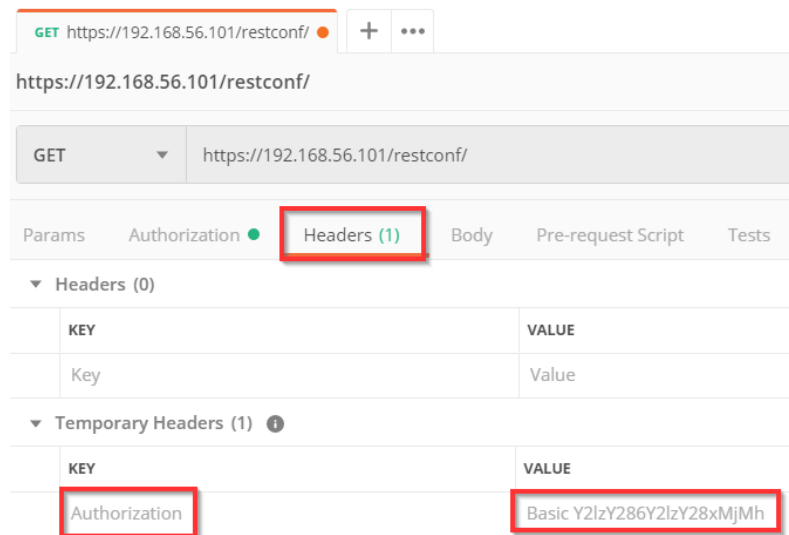 GET https://192.168.56.101/restconf/
https://192.168.56.101/restconf/
GET https://192.168.56.101/restconf/
Params Authorization Headers (1) Body Pre-request Script Tests
Headers (0)
KEY VALUE
Key Value
Temporary Headers (1)
KEY VALUE
Authorization Basic Y2lzY286Y2lzY28xMjMh